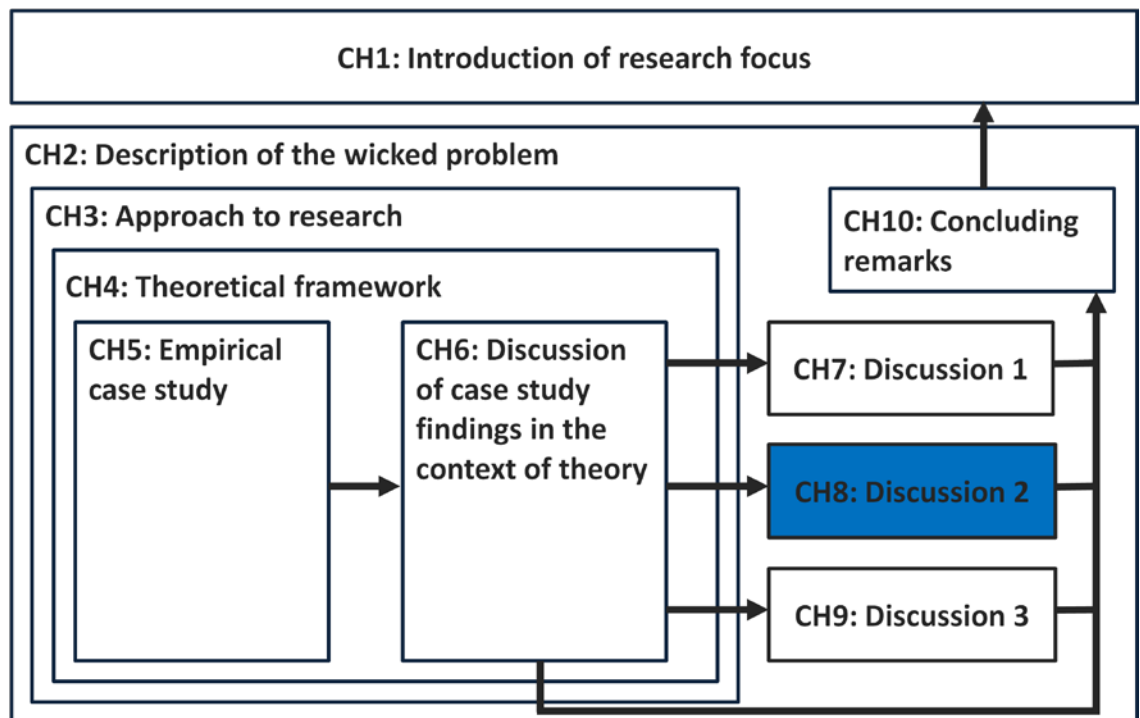 CH1: Introduction of research focus
CH2: Description of the wicked problem
CH3: Approach to research
CH10: Concluding
remarks
CH4: Theoretical framework
CH5: Empirical
case study
CH6: Discussion
of case study
findings in the
context of theory
CH7: Discussion 1
CH8: Discussion 2
CH9: Discussion 3